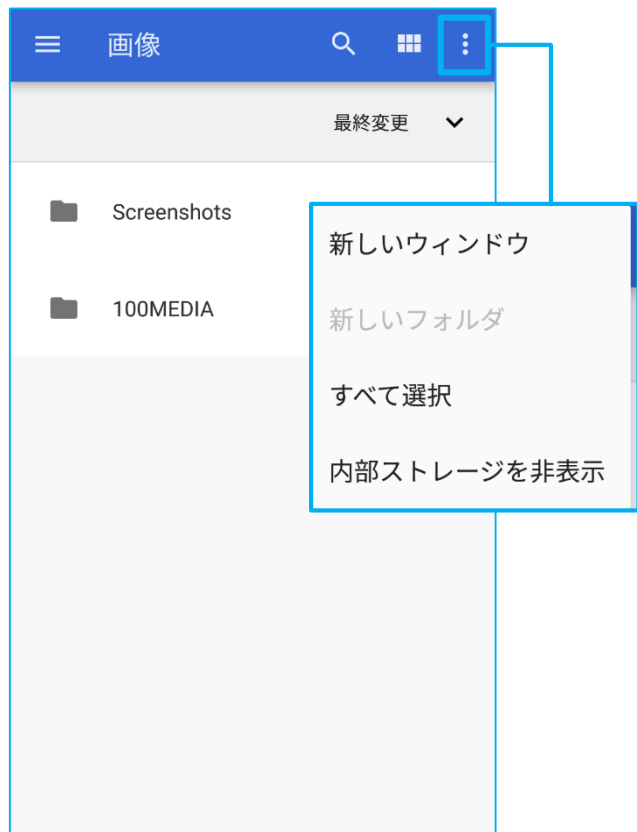 画像
最終変更
Screenshots
100MEDIA
新しいウィンドウ
新しいフォルダ
すべて選択
内部ストレージを非表示